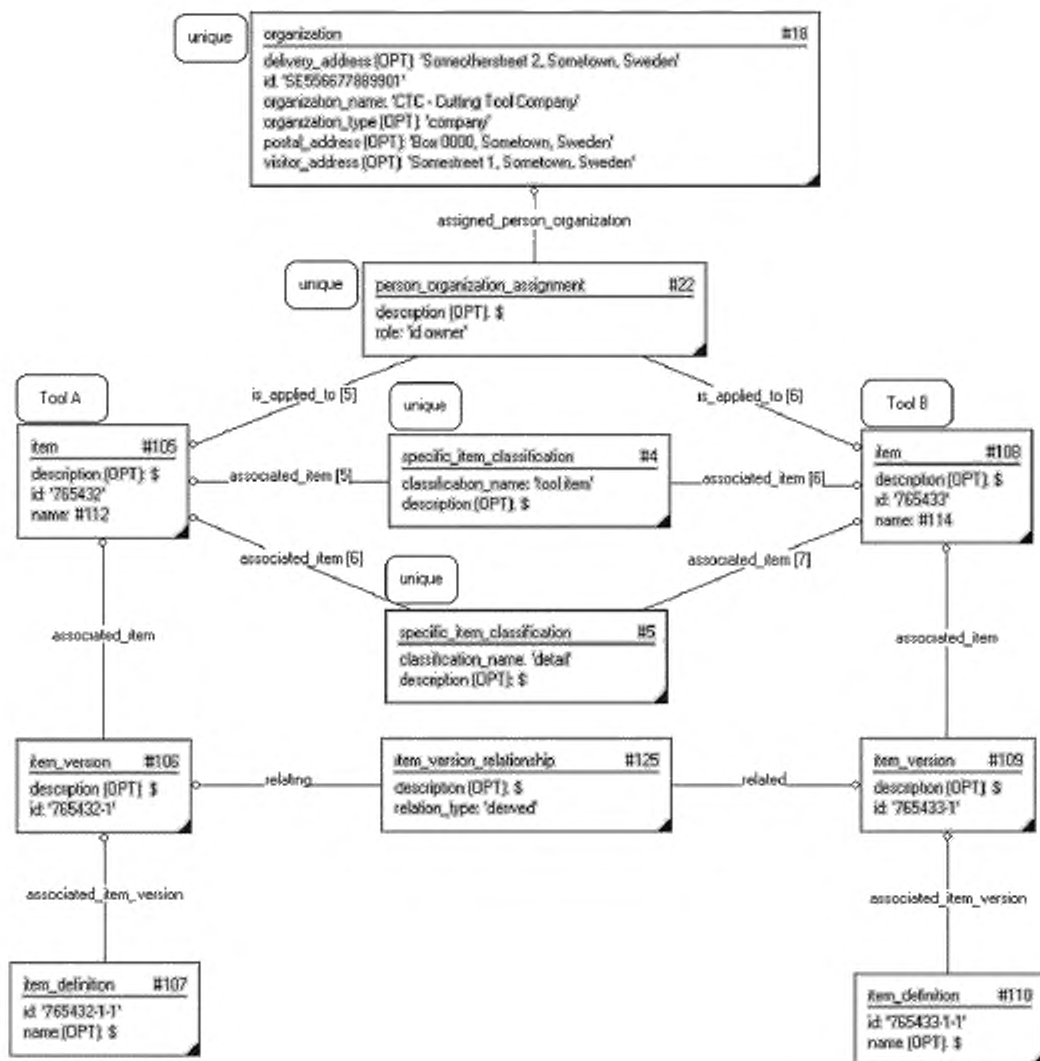 unique
organization #18
delivery_address (OPT): 'Someotherstreet 2, Sometown, Sweden'
id: 'SE556677889901'
organization_name: 'CTC - Cutting Tool Company'
organization_type (OPT): 'company'
postal_address (OPT): 'Box 0000, Sometown, Sweden'
visitor_address (OPT): 'Somestreet 1, Sometown, Sweden'
assigned_person_organization
unique
person_organization_assignment #22
description (OPT): $
role: 'id owner'
is_applied_to [5]
is_applied_to [6]
Tool A
unique
Tool B
item #105
description (OPT): $
id: '765432'
name: #112
associated_item [5]
specific_item_classification #4
classification_name: 'tool item'
description (OPT): $
associated_item [6]
item #108
description (OPT): $
id: '765433'
name: #114
associated_item [6]
associated_item [7]
unique
specific_item_classification #5
classification_name: 'detail'
description (OPT): $
associated_item
associated_item
item_version #106
description (OPT): $
id: '765432-1'
relating
item_version_relationship #125
description (OPT): $
relation_type: 'derived'
related
item_version #109
description (OPT): $
id: '765433-1'
associated_item_version
associated_item_version
item_definition #107
id: '765432-1-1'
name (OPT): $
item_definition #110
id: '765433-1-1'
name (OPT): $